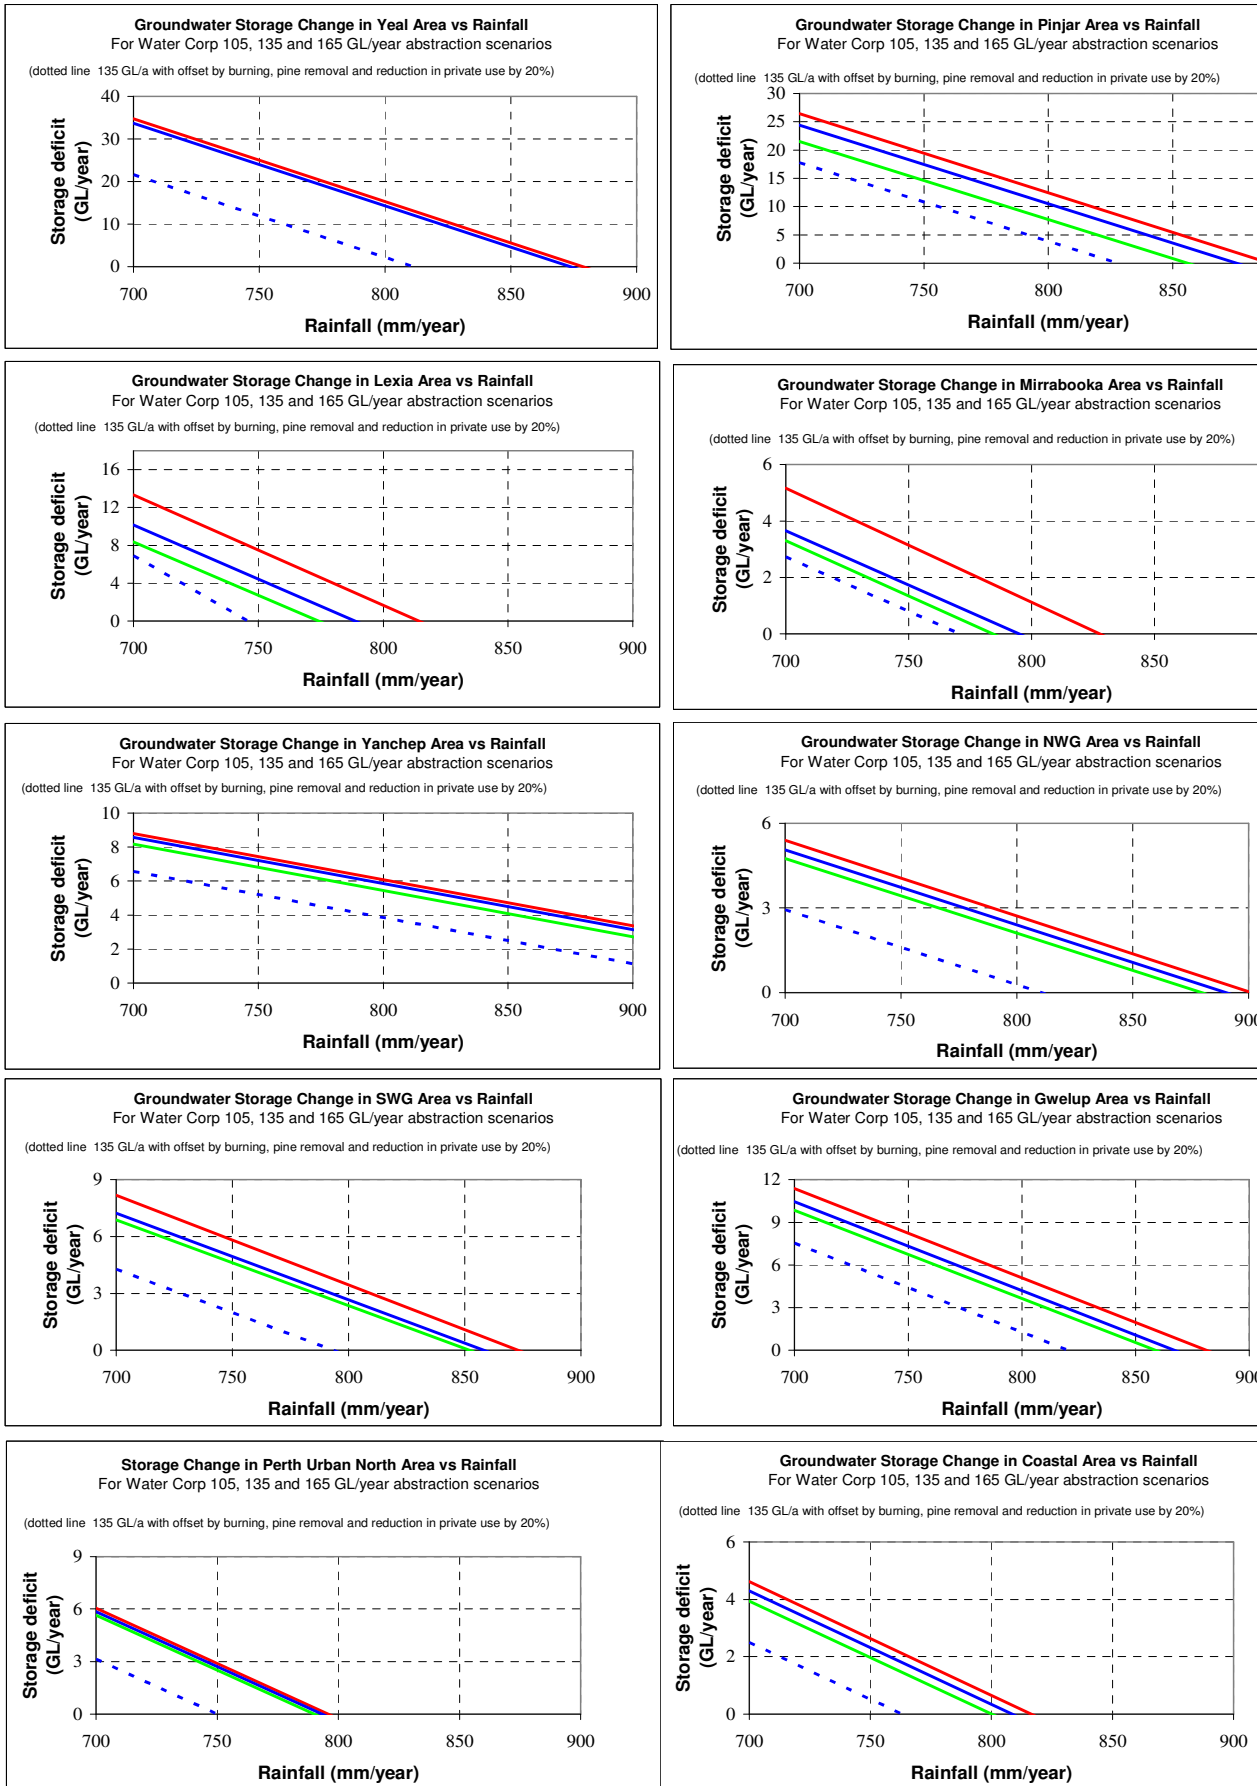 Groundwater Storage Change in Yeal Area vs Rainfall
For Water Corp 105, 135 and 165 GL/year abstraction scenarios
(dotted line 135 GL/a with offset by burning, pine removal and reduction in private use by 20%)
40
30
20
10
0
Storage deficit
(GL/year)
700 750 800 850 900
Rainfall (mm/year)
Groundwater Storage Change in Pinjar Area vs Rainfall
For Water Corp 105, 135 and 165 GL/year abstraction scenarios
(dotted line 135 GL/a with offset by burning, pine removal and reduction in private use by 20%)
30
25
20
15
10
5
0
Storage deficit
(GL/year)
700 750 800 850
Rainfall (mm/year)
Groundwater Storage Change in Lexia Area vs Rainfall
For Water Corp 105, 135 and 165 GL/year abstraction scenarios
(dotted line 135 GL/a with offset by burning, pine removal and reduction in private use by 20%)
16
12
8
4
0
Storage deficit
(GL/year)
700 750 800 850 900
Rainfall (mm/year)
Groundwater Storage Change in Mirrabooka Area vs Rainfall
For Water Corp 105, 135 and 165 GL/year abstraction scenarios
(dotted line 135 GL/a with offset by burning, pine removal and reduction in private use by 20%)
6
4
2
0
Storage deficit
(GL/year)
700 750 800 850
Rainfall (mm/year)
Groundwater Storage Change in Yanchep Area vs Rainfall
For Water Corp 105, 135 and 165 GL/year abstraction scenarios
(dotted line 135 GL/a with offset by burning, pine removal and reduction in private use by 20%)
10
8
6
4
2
0
Storage deficit
(GL/year)
700 750 800 850 900
Rainfall (mm/year)
Groundwater Storage Change in NWG Area vs Rainfall
For Water Corp 105, 135 and 165 GL/year abstraction scenarios
(dotted line 135 GL/a with offset by burning, pine removal and reduction in private use by 20%)
6
3
0
Storage deficit
(GL/year)
700 750 800 850 900
Rainfall (mm/year)
Groundwater Storage Change in SWG Area vs Rainfall
For Water Corp 105, 135 and 165 GL/year abstraction scenarios
(dotted line 135 GL/a with offset by burning, pine removal and reduction in private use by 20%)
9
6
3
0
Storage deficit
(GL/year)
700 750 800 850 900
Rainfall (mm/year)
Groundwater Storage Change in Gwelup Area vs Rainfall
For Water Corp 105, 135 and 165 GL/year abstraction scenarios
(dotted line 135 GL/a with offset by burning, pine removal and reduction in private use by 20%)
12
9
6
3
0
Storage deficit
(GL/year)
700 750 800 850 900
Rainfall (mm/year)
Storage Change in Perth Urban North Area vs Rainfall
For Water Corp 105, 135 and 165 GL/year abstraction scenarios
(dotted line 135 GL/a with offset by burning, pine removal and reduction in private use by 20%)
9
6
3
0
Storage deficit
(GL/year)
700 750 800 850 900
Rainfall (mm/year)
Groundwater Storage Change in Coastal Area vs Rainfall
For Water Corp 105, 135 and 165 GL/year abstraction scenarios
(dotted line 135 GL/a with offset by burning, pine removal and reduction in private use by 20%)
6
4
2
0
Storage deficit
(GL/year)
700 750 800 850 900
Rainfall (mm/year)